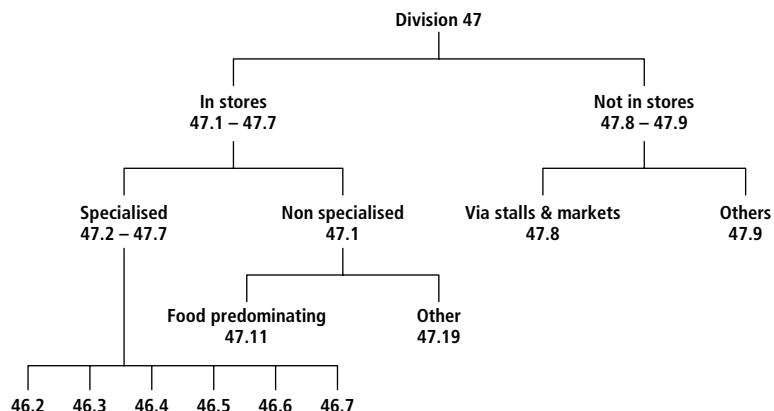 Division 47
In stores
47.1 – 47.7
Not in stores
47.8 – 47.9
Specialised
47.2 – 47.7
Non specialised
47.1
Via stalls & markets
47.8
Others
47.9
Food predominating
47.11
Other
47.19
46.2 46.3 46.4 46.5 46.6 46.7